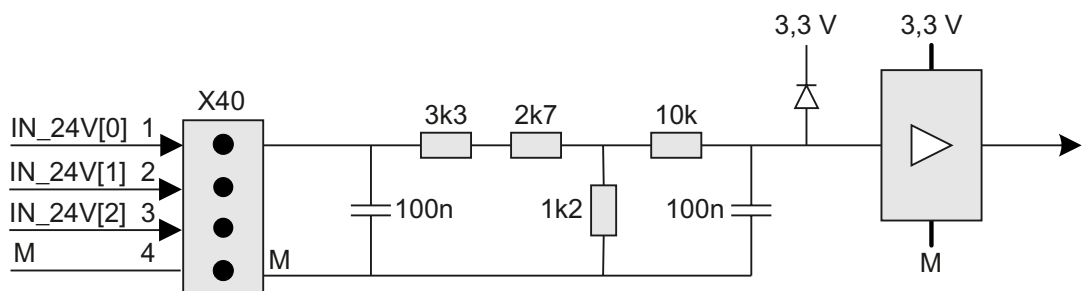 3,3 V 3,3 V
X40 3k3 2k7 10k
IN_24V[0] 1
IN_24V[1] 2
IN_24V[2] 3 100n 1k2 100n
M 4 M M